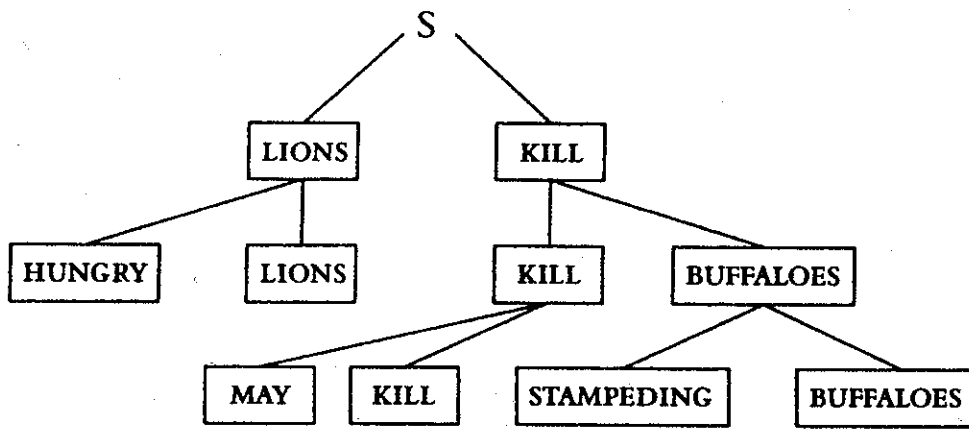 S
LIONS KILL
HUNGRY LIONS KILL BUFFALOES
MAY KILL STAMPEDING BUFFALOES